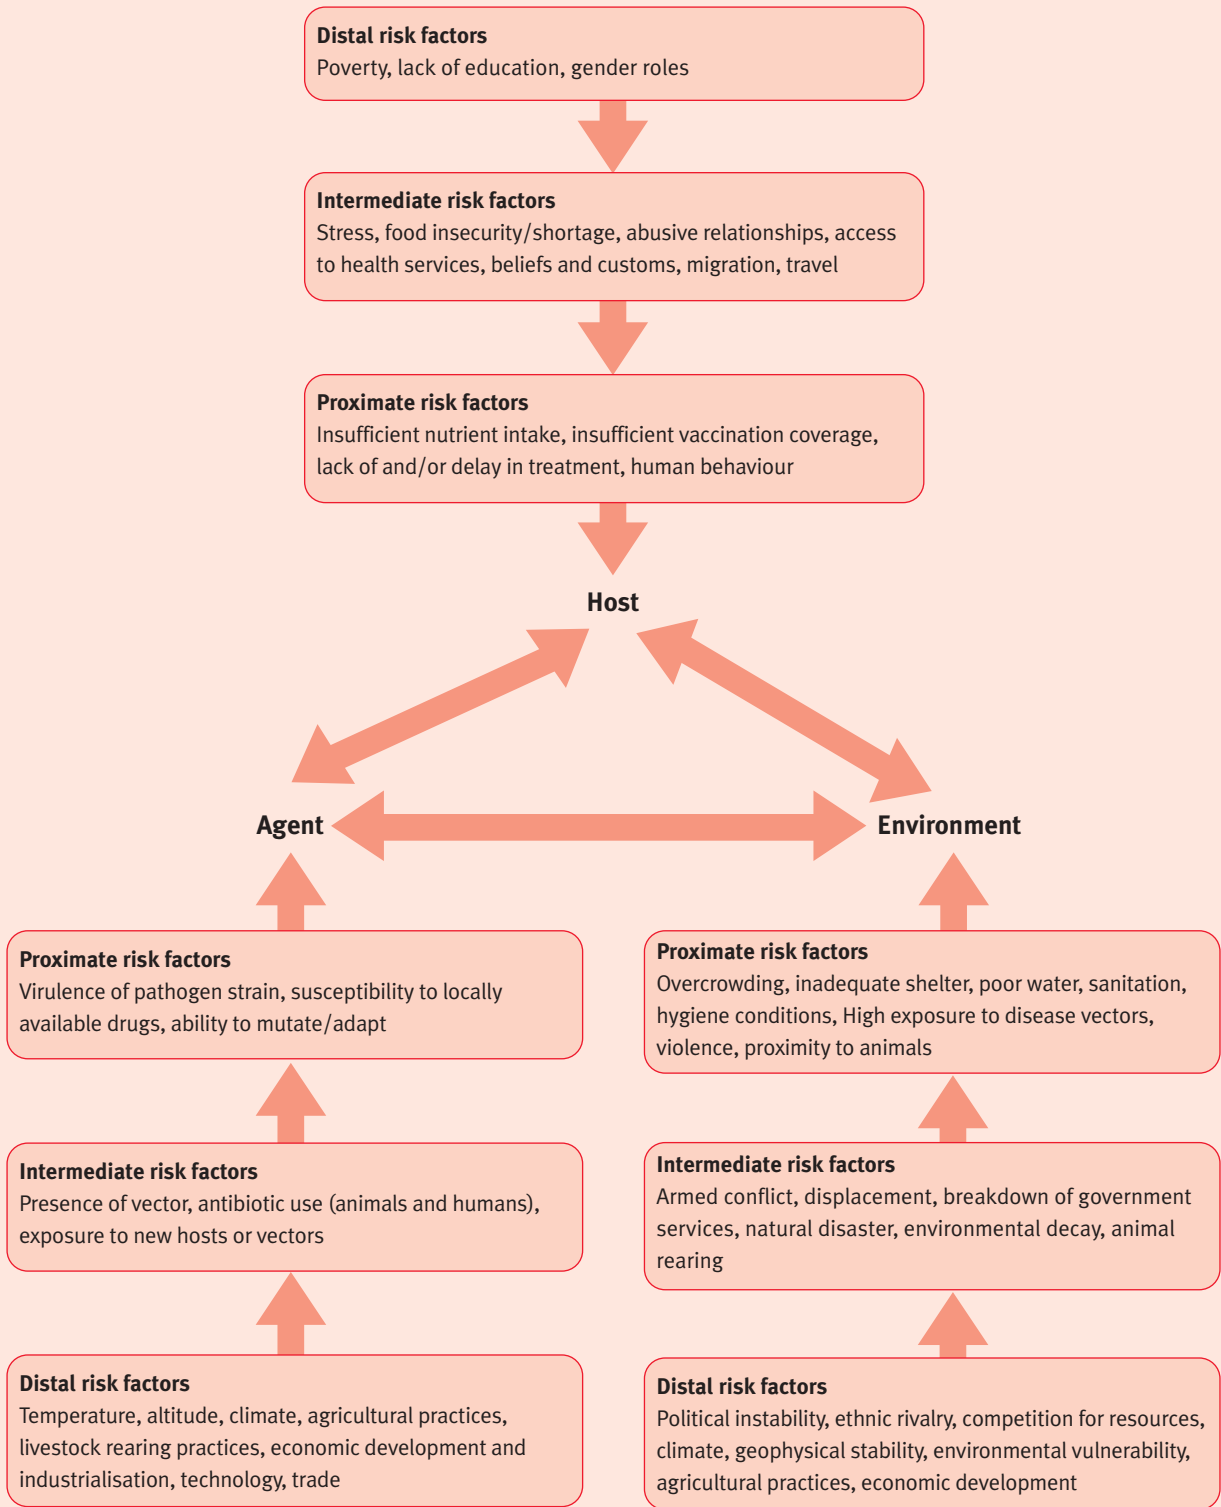 Distal risk factors
Poverty, lack of education, gender roles
Intermediate risk factors
Stress, food insecurity/shortage, abusive relationships, access
to health services, beliefs and customs, migration, travel
Proximate risk factors
Insufficient nutrient intake, insufficient vaccination coverage,
lack of and/or delay in treatment, human behaviour
Host
Agent
Environment
Proximate risk factors
Virulence of pathogen strain, susceptibility to locally
available drugs, ability to mutate/adapt
Proximate risk factors
Overcrowding, inadequate shelter, poor water, sanitation,
hygiene conditions, High exposure to disease vectors,
violence, proximity to animals
Intermediate risk factors
Presence of vector, antibiotic use (animals and humans),
exposure to new hosts or vectors
Intermediate risk factors
Armed conflict, displacement, breakdown of government
services, natural disaster, environmental decay, animal
rearing
Distal risk factors
Temperature, altitude, climate, agricultural practices,
livestock rearing practices, economic development and
industrialisation, technology, trade
Distal risk factors
Political instability, ethnic rivalry, competition for resources,
climate, geophysical stability, environmental vulnerability,
agricultural practices, economic development